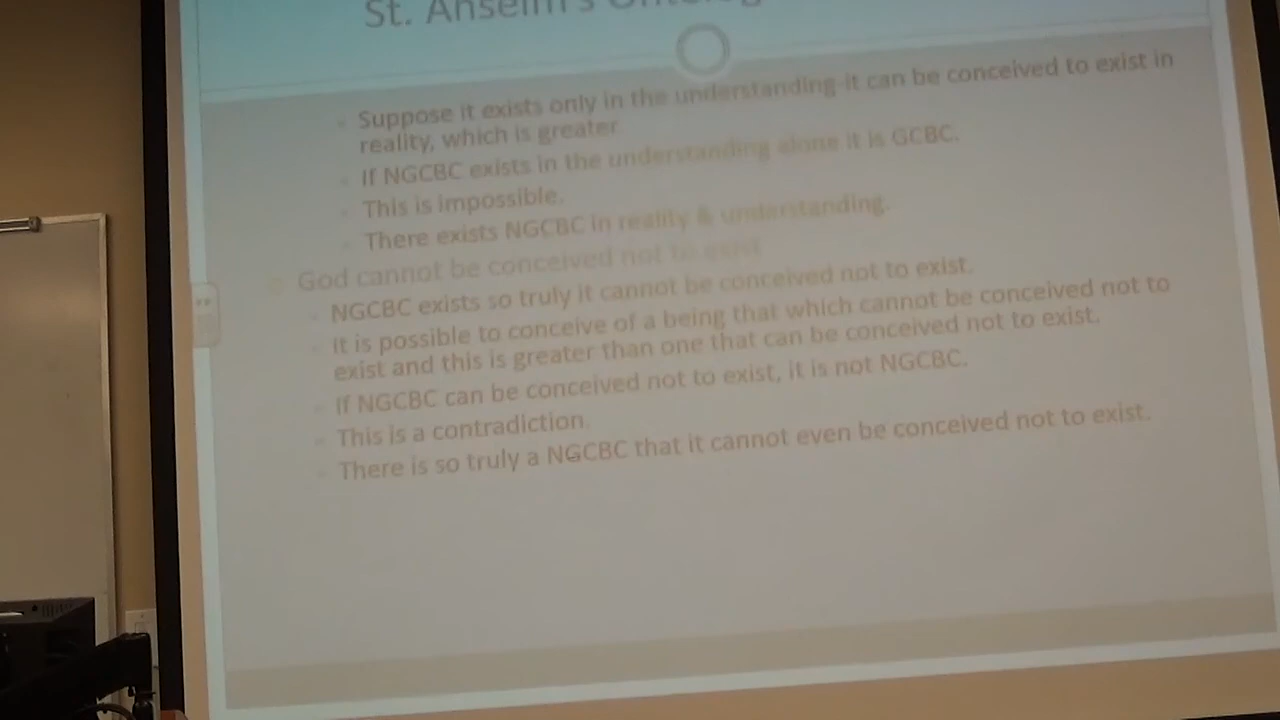 St. Anselm's Ontolog
Suppose it exists only in the understanding-it can be conceived to exist in
reality, which is greater
If NGCBC exists in the understanding alone it is GCBC.
This is impossible.
There exists NGCBC in reality & understanding.
God cannot be conceived not to exist
NGCBC exists so truly it cannot be conceived not to exist.
It is possible to conceive of a being that which cannot be conceived not to
exist and this is greater than one that can be conceived not to exist.
If NGCBC can be conceived not to exist, it is not NGCBC.
This is a contradiction.
There is so truly a NGCBC that it cannot even be conceived not to exist.